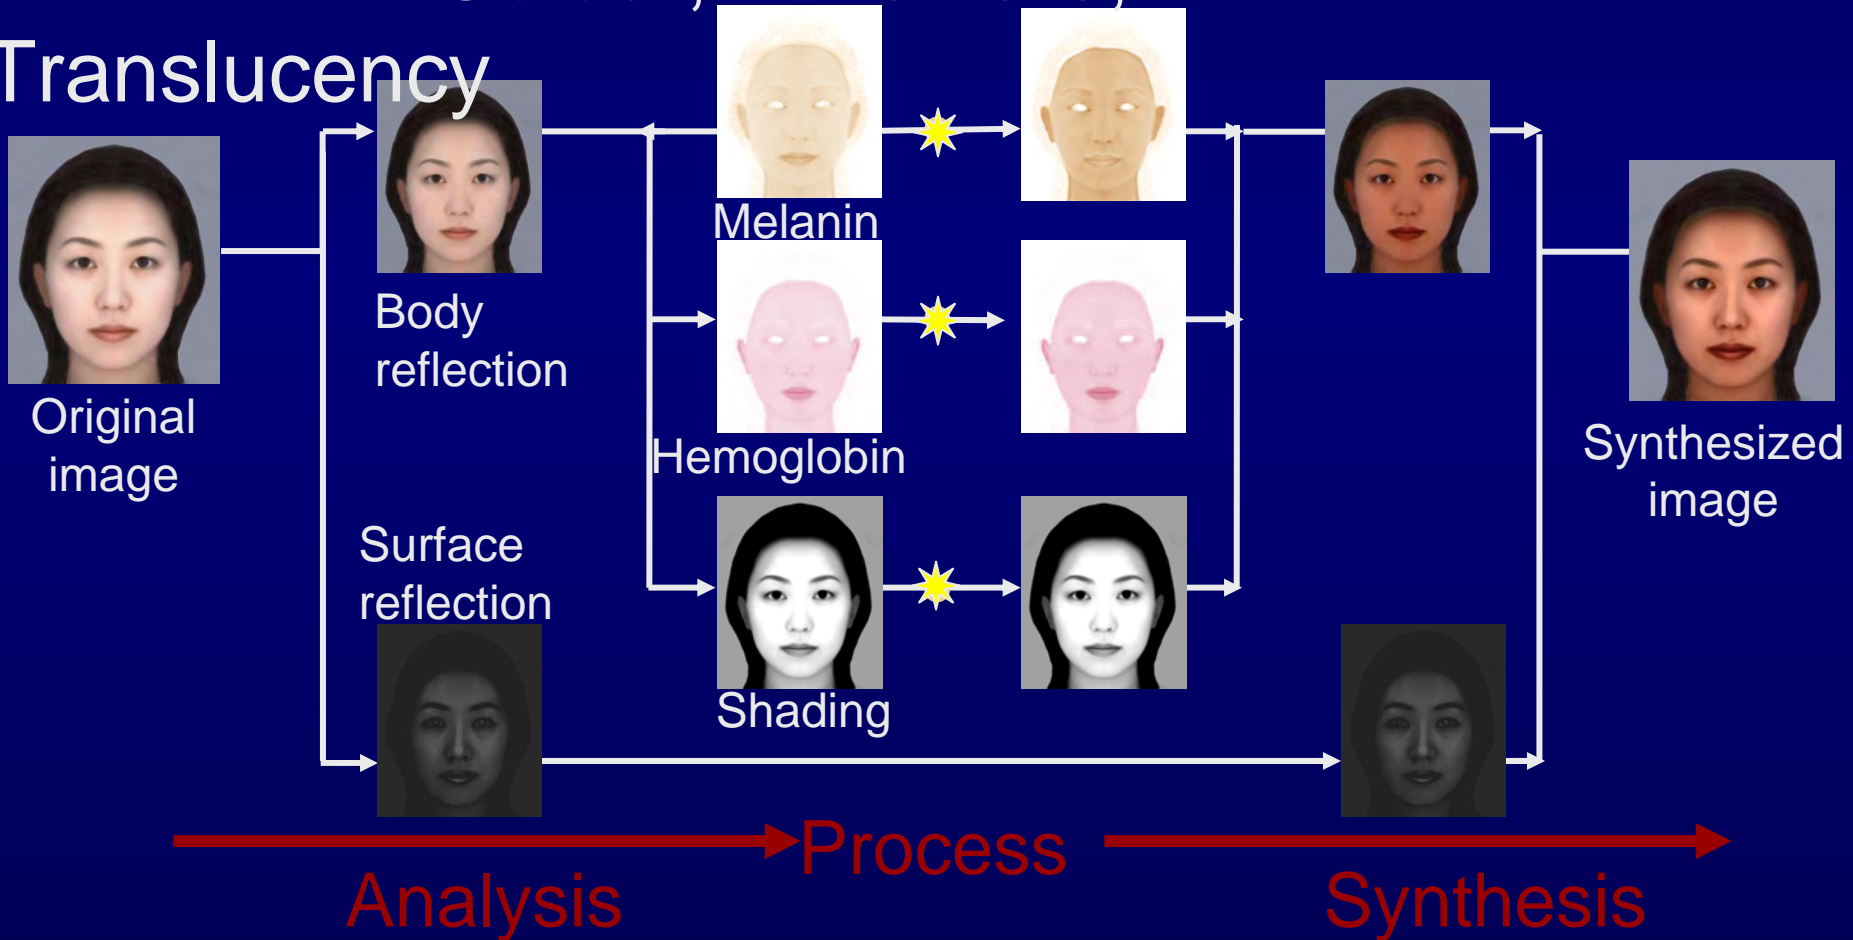 Translucency
Melanin
Body
reflection
Original
image
Hemoglobin
Synthesized
image
Surface
reflection
Shading
Process
Analysis
Synthesis